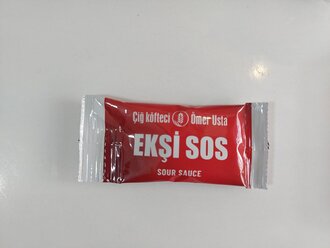 Çiğ köfteci Ömer Usta
EKŞİ SOS
SOUR SAUCE